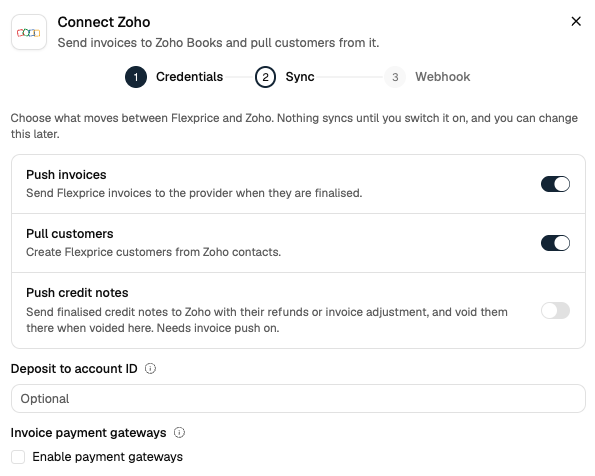 Connect Zoho
Send invoices to Zoho Books and pull customers from it.
1 Credentials 2 Sync 3 Webhook
Choose what moves between Flexprice and Zoho. Nothing syncs until you switch it on, and you can change
this later.
Push invoices
Send Flexprice invoices to the provider when they are finalised.
Pull customers
Create Flexprice customers from Zoho contacts.
Push credit notes
Send finalised credit notes to Zoho with their refunds or invoice adjustment, and void them
there when voided here. Needs invoice push on.
Deposit to account ID
Optional
Invoice payment gateways
Enable payment gateways